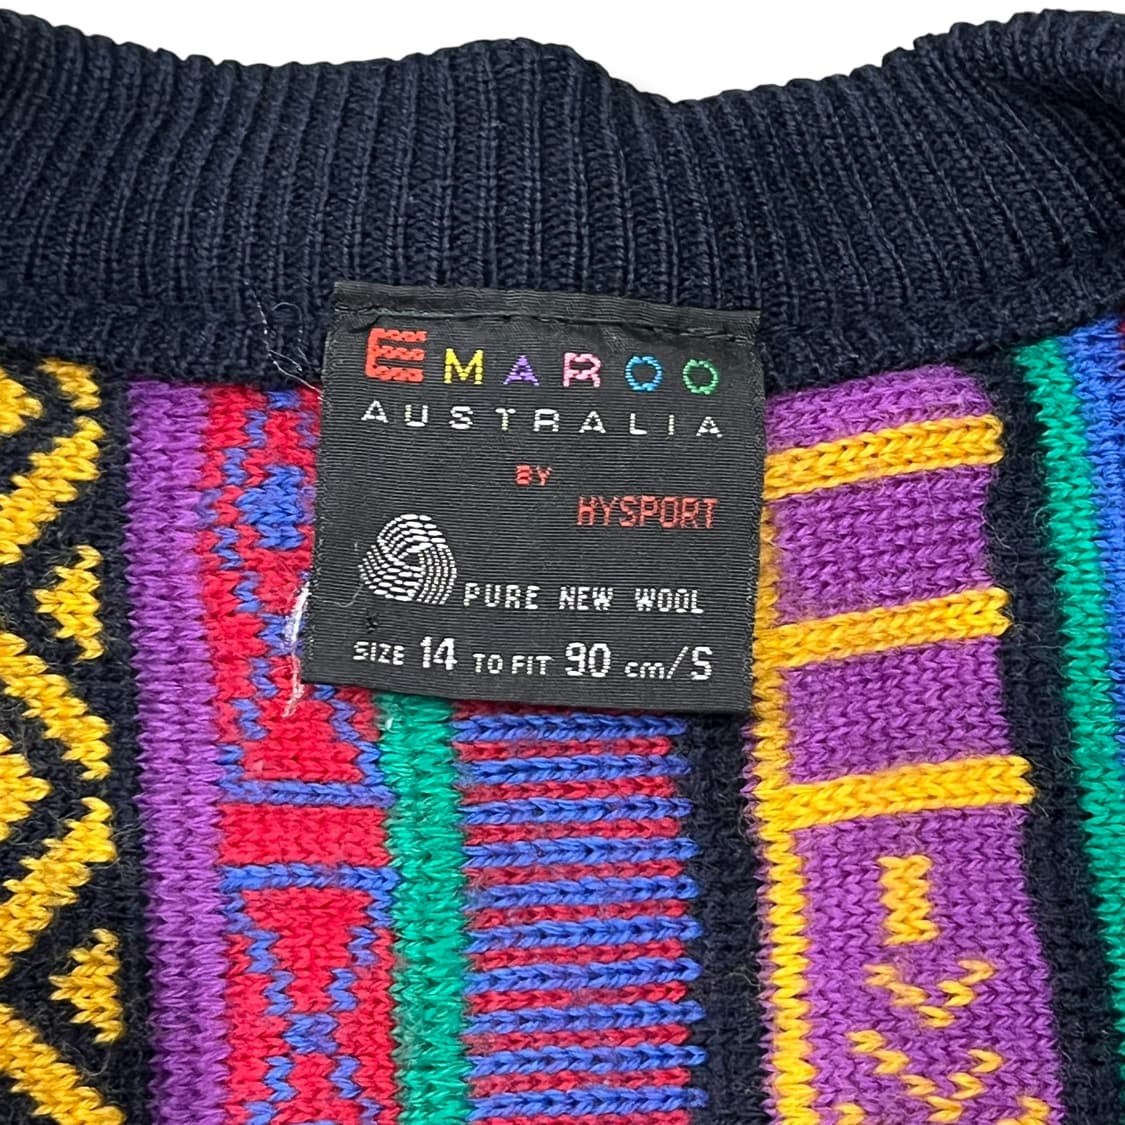 EMAROO
AUSTRALIA
BY
HYSPORT
PURE NEW WOOL
SIZE 14 TO FIT 90 cm/S